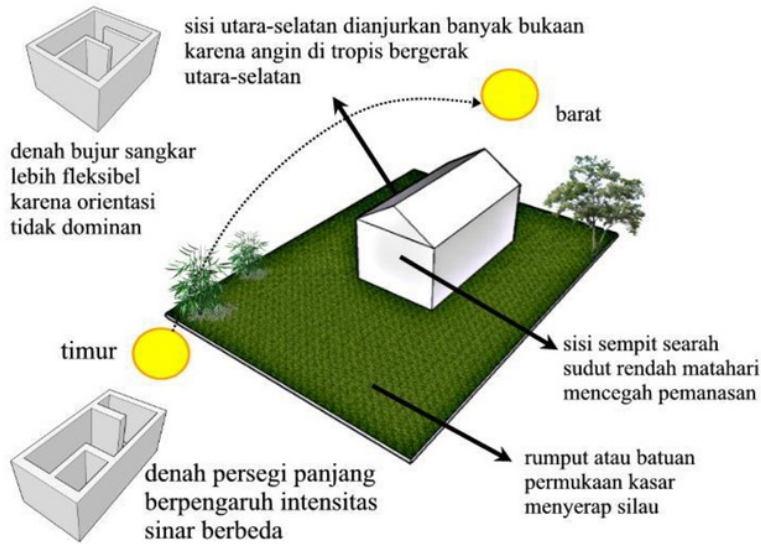 sisi utara-selatan dianjurkan banyak bukaan
karena angin di tropis bergerak
utara-selatan
barat
denah bujur sangkar
lebih fleksibel
karena orientasi
tidak dominan
timur
sisi sempit searah
sudut rendah matahari
mencegah pemanasan
denah persegi panjang
berpengaruh intensitas
sinar berbeda
rumput atau batuan
permukaan kasar
menyerap silau